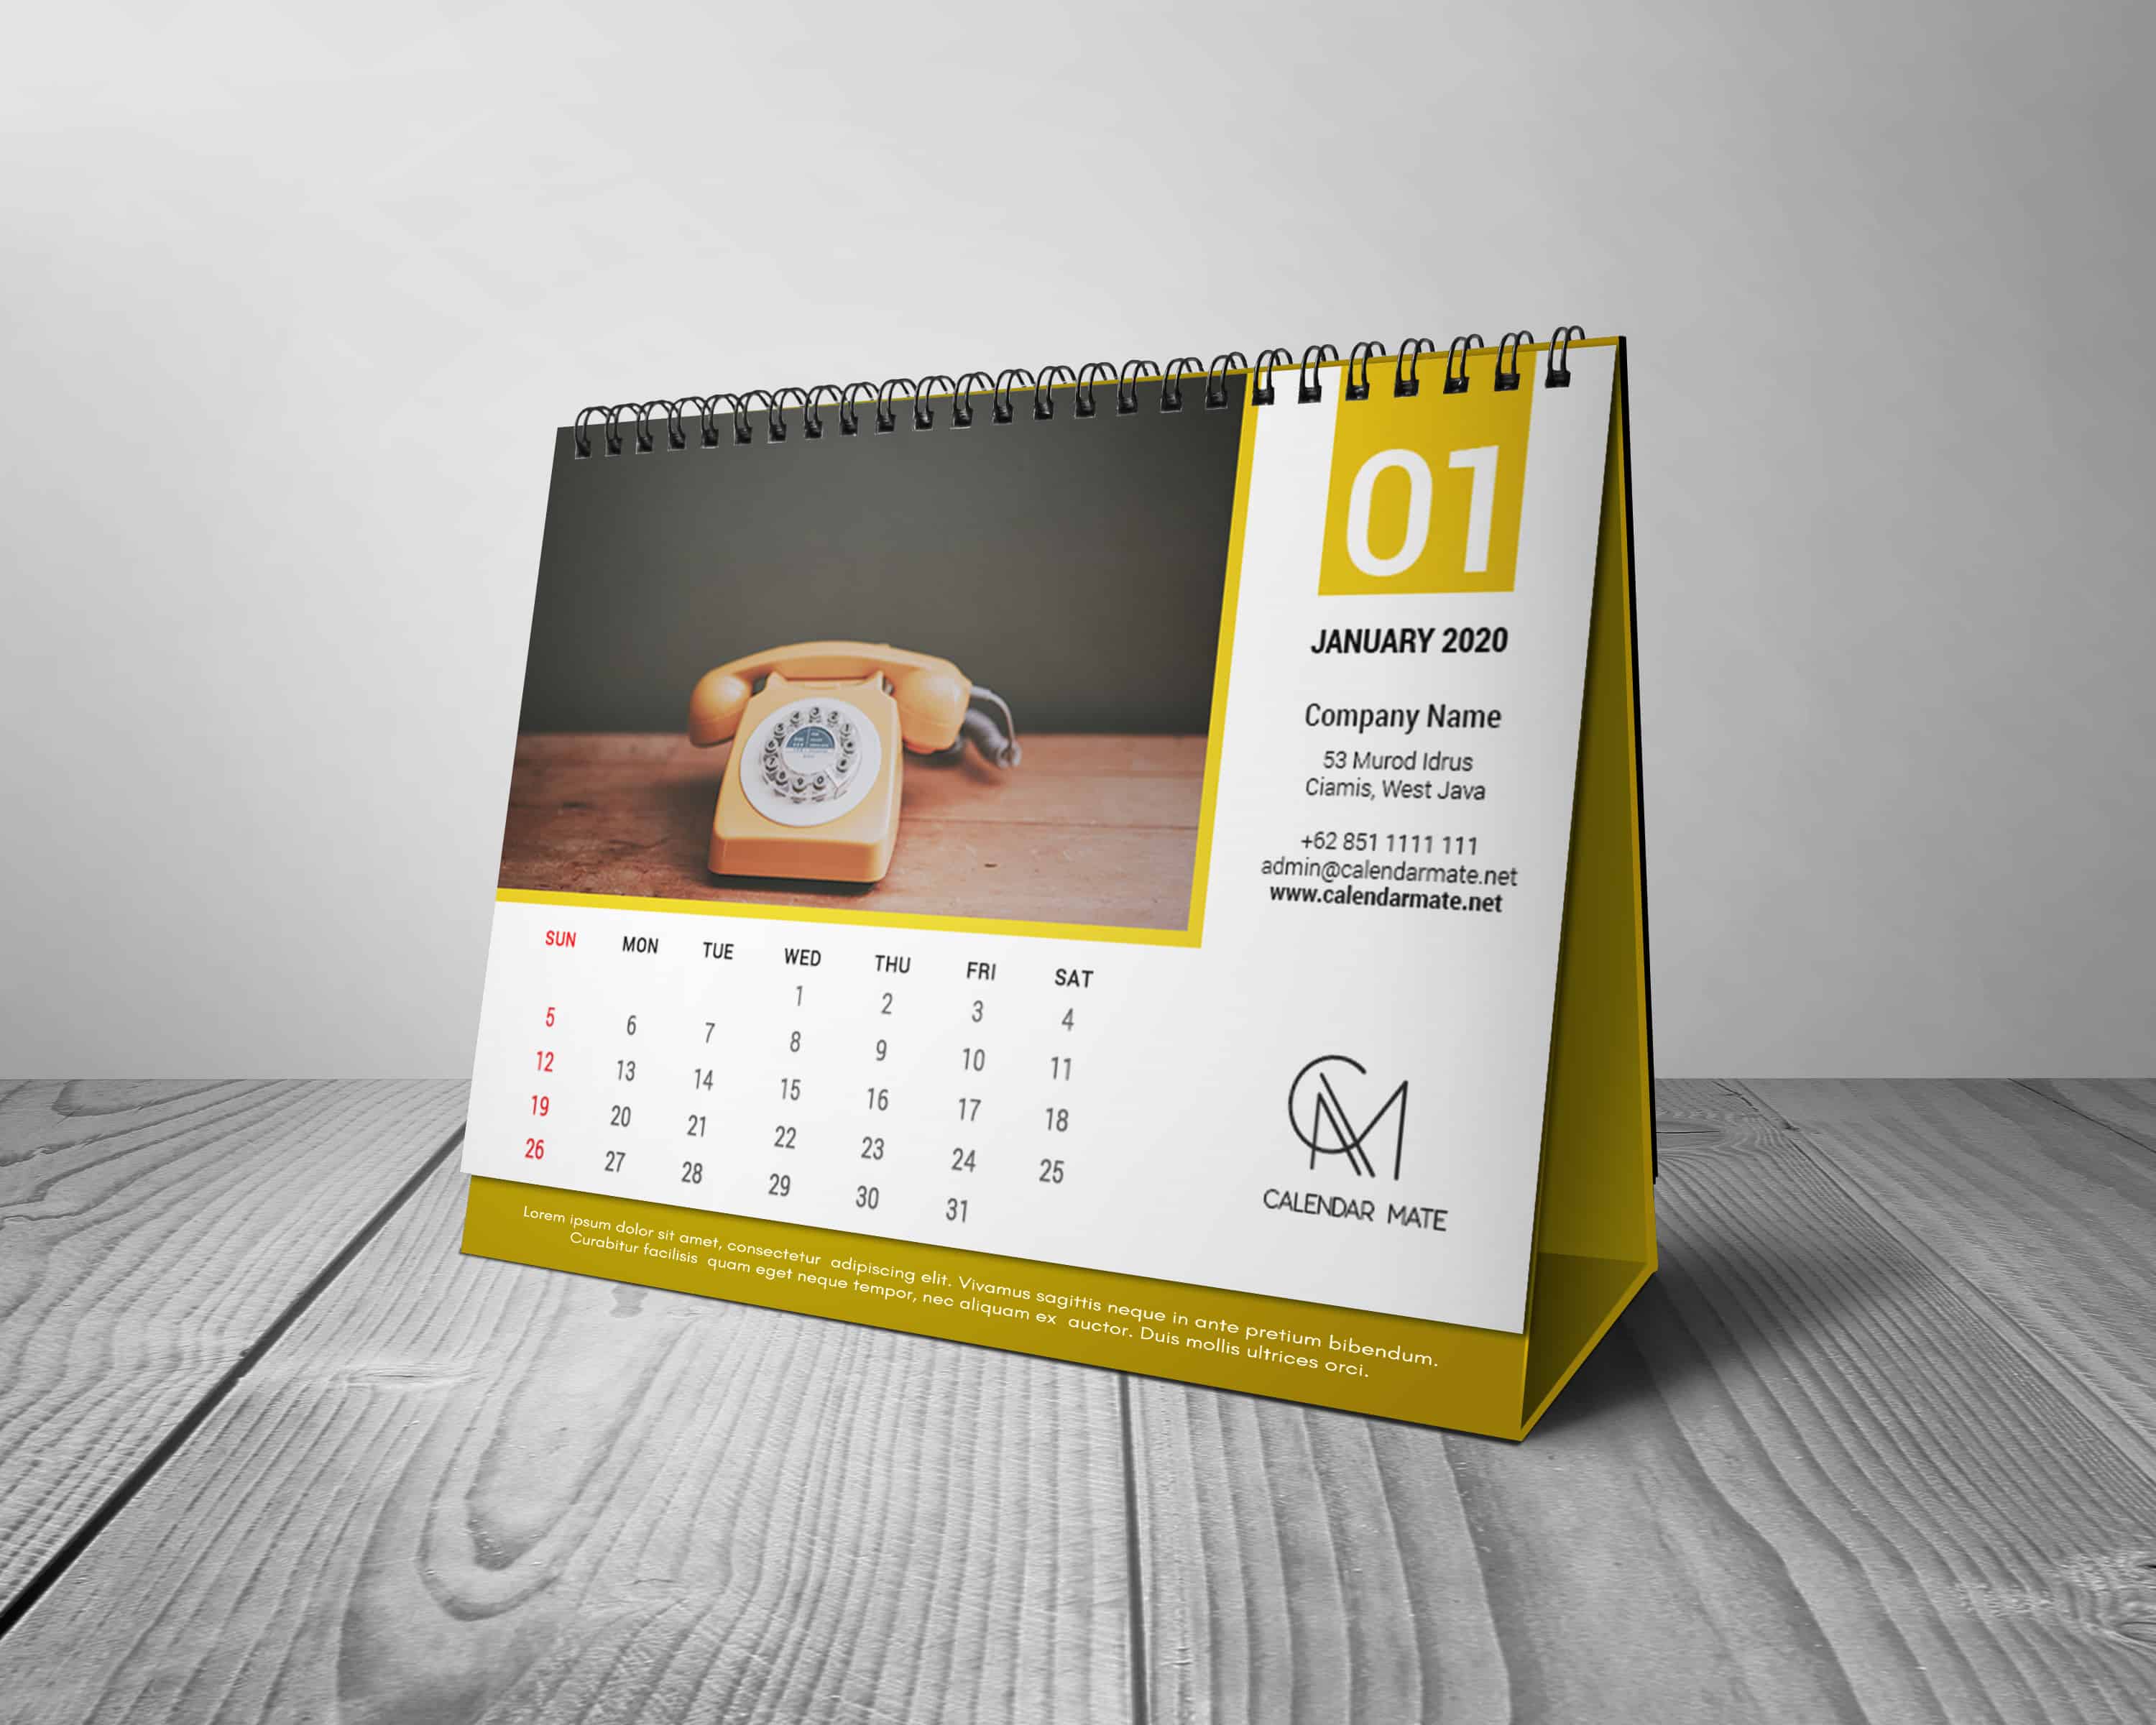 01
JANUARY 2020
Company Name
53 Murod Idrus
Ciamis, West Java
+62 851 1111 111
admin@calendarmate.net
www.calendarmate.net
SUN MON TUE WED THU FRI SAT
1 2 3 4
5 6 7 8 9 10 11
12 13 14 15 16 17 18
19 20 21 22 23 24 25
26 27 28 29 30 31
CALENDAR MATE
Lorem ipsum dolor sit amet, consectetur adipiscing elit. Vivamus sagittis neque in ante pretium bibendum.
Curabitur facilisis quam eget neque tempor, nec aliquam ex auctor. Duis mollis ultrices orci.